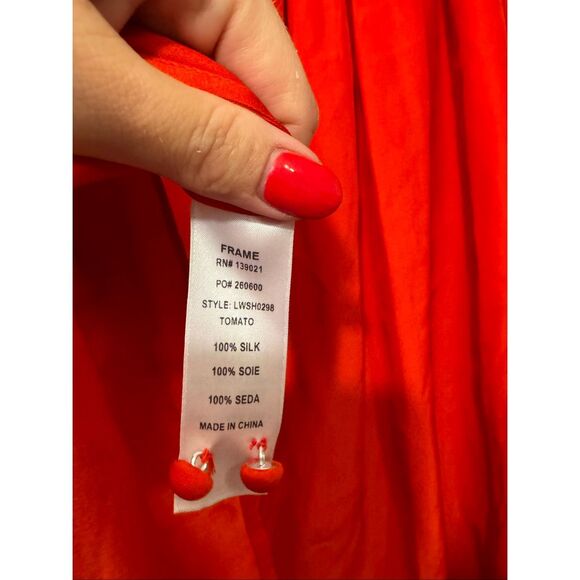 FRAME
RN# 139021
PO# 260600
STYLE: LWSH0298
TOMATO
100% SILK
100% SOIE
100% SEDA
MADE IN CHINA